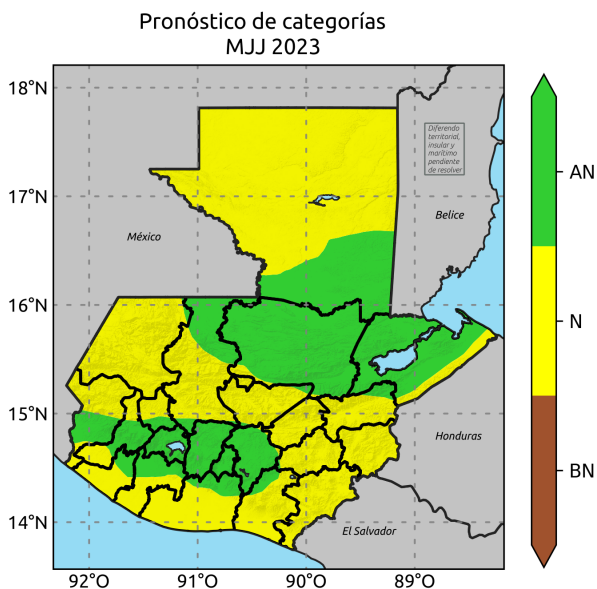 Pronóstico de categorías
MJJ 2023
18°N
17°N
16°N
15°N
14°N
92°O
91°O
90°O
89°O
Diferendo
territorial,
insular y
marítimo
pendiente
de resolver
México
Belice
Honduras
El Salvador
AN
N
BN